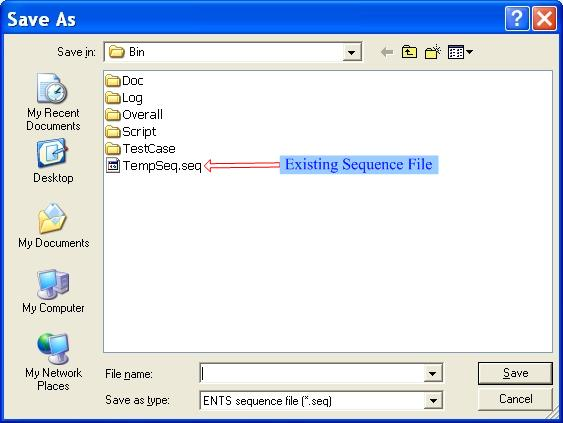 Save As
Save in:
Bin
Doc
Log
Overall
Script
TestCase
TempSeq.seq
Existing Sequence File
My Recent
Documents
Desktop
My Documents
My Computer
My Network
Places
File name:
Save
Save as type:
ENTS sequence file (*.seq)
Cancel